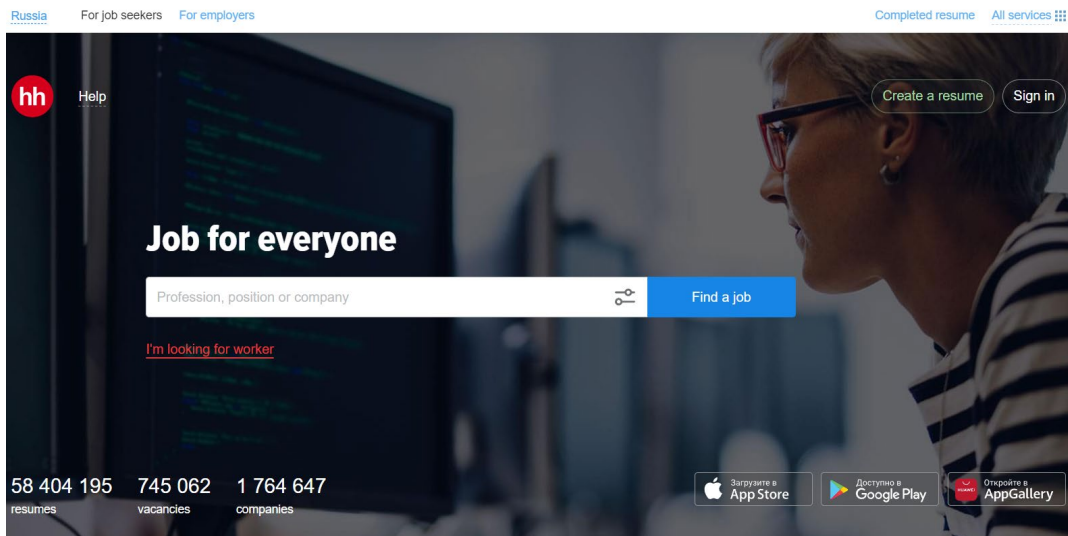 Russia For job seekers For employers Completed resume All services
hh Help Create a resume Sign in
Job for everyone
Profession, position or company Find a job
I'm looking for worker
58 404 195 745 062 1 764 647
resumes vacancies companies
Загрузите в App Store
Доступно в Google Play
HUAWEI Откройте в AppGallery